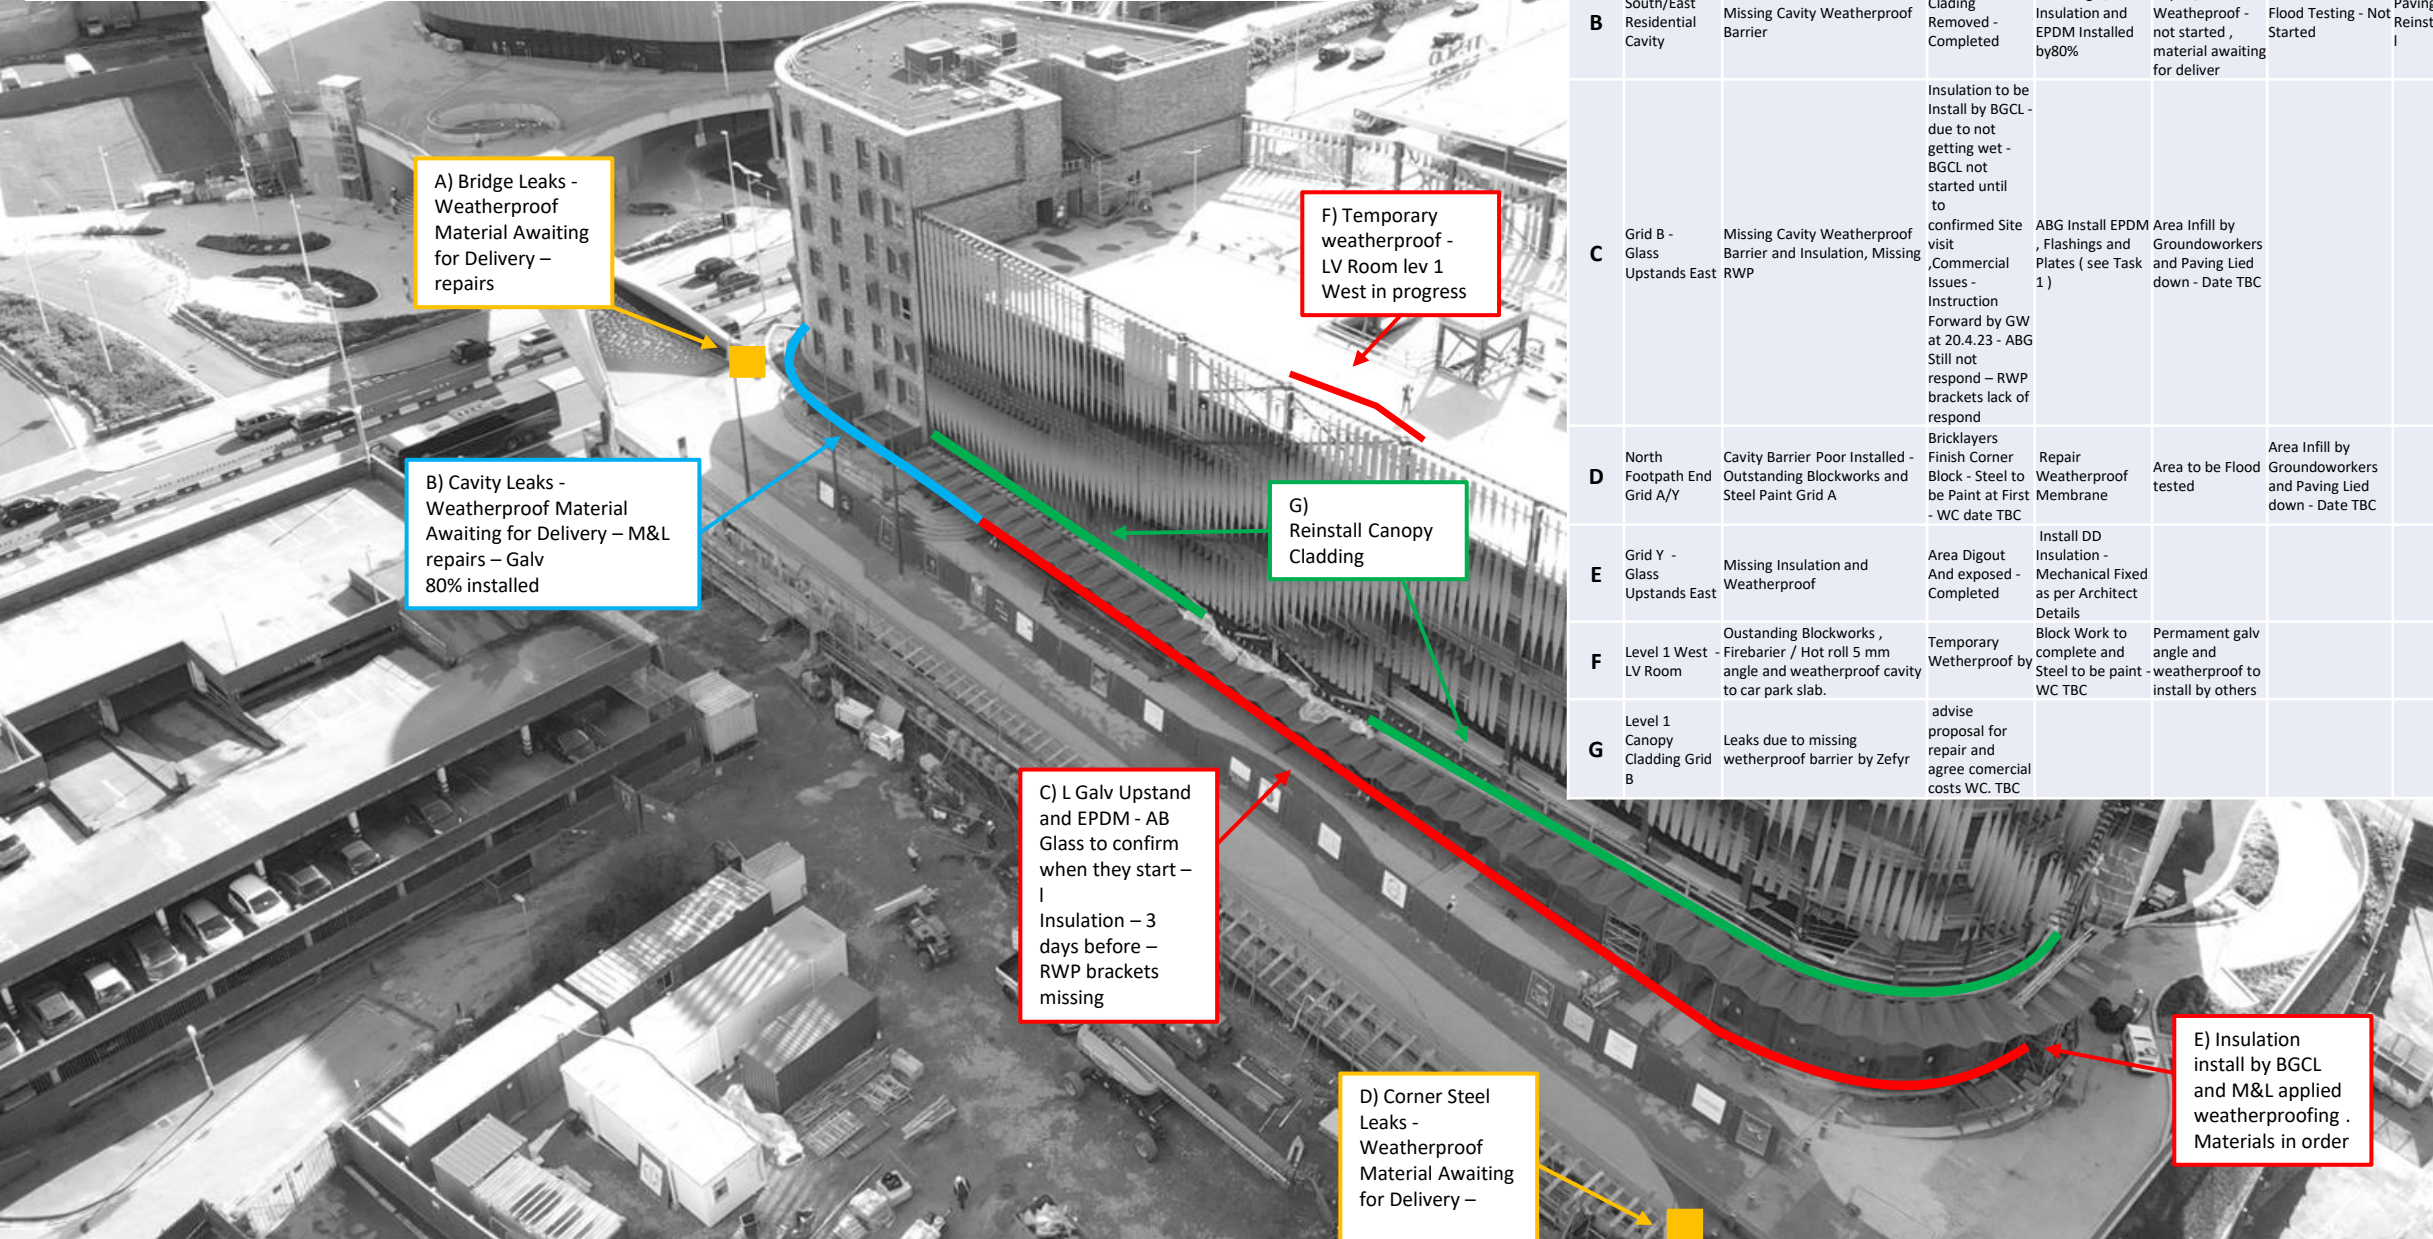 A) Bridge Leaks -
Weatherproof
Material Awaiting
for Delivery –
repairs
B) Cavity Leaks -
Weatherproof Material
Awaiting for Delivery – M&L
repairs – Galv
80% installed
F) Temporary
weatherproof -
LV Room lev 1
West in progress
G)
Reinstall Canopy
Cladding
C) L Galv Upstand
and EPDM - AB
Glass to confirm
when they start –
l
Insulation – 3
days before –
RWP brackets
missing
D) Corner Steel
Leaks -
Weatherproof
Material Awaiting
for Delivery –
E) Insulation
install by BGCL
and M&L applied
weatherproofing .
Materials in order
B
South/East
Residential
Cavity
Missing Cavity Weatherproof
Barrier
Clading
Removed -
Completed
Insulation and
EPDM Installed
by80%
Weatheproof -
not started ,
material awaiting
for deliver
Flood Testing - Not
Started
Paving
Reinst
l
C
Grid B -
Glass
Upstands East
Missing Cavity Weatherproof
Barrier and Insulation, Missing
RWP
Insulation to be
Install by BGCL -
due to not
getting wet -
BGCL not
started until
to
confirmed Site
visit
,Commercial
Issues -
Instruction
Forward by GW
at 20.4.23 - ABG
Still not
respond – RWP
brackets lack of
respond
ABG Install EPDM
, Flashings and
Plates ( see Task
1 )
Area Infill by
Groundoworkers
and Paving Lied
down - Date TBC
D
North
Footpath End
Grid A/Y
Cavity Barrier Poor Installed -
Outstanding Blockworks and
Steel Paint Grid A
Bricklayers
Finish Corner
Block - Steel to
be Paint at First
- WC date TBC
Repair
Weatherproof
Membrane
Area to be Flood
tested
Area Infill by
Groundoworkers
and Paving Lied
down - Date TBC
E
Grid Y -
Glass
Upstands East
Missing Insulation and
Weatherproof
Area Digout
And exposed -
Completed
Install DD
Insulation -
Mechanical Fixed
as per Architect
Details
F
Level 1 West -
LV Room
Oustanding Blockworks ,
Firebarier / Hot roll 5 mm
angle and weatherproof cavity
to car park slab.
Temporary
Wetherproof by
Block Work to
complete and
Steel to be paint -
WC TBC
Permament galv
angle and
weatherproof to
install by others
G
Level 1
Canopy
Cladding Grid
B
Leaks due to missing
wetherproof barrier by Zefyr
advise
proposal for
repair and
agree comercial
costs WC. TBC